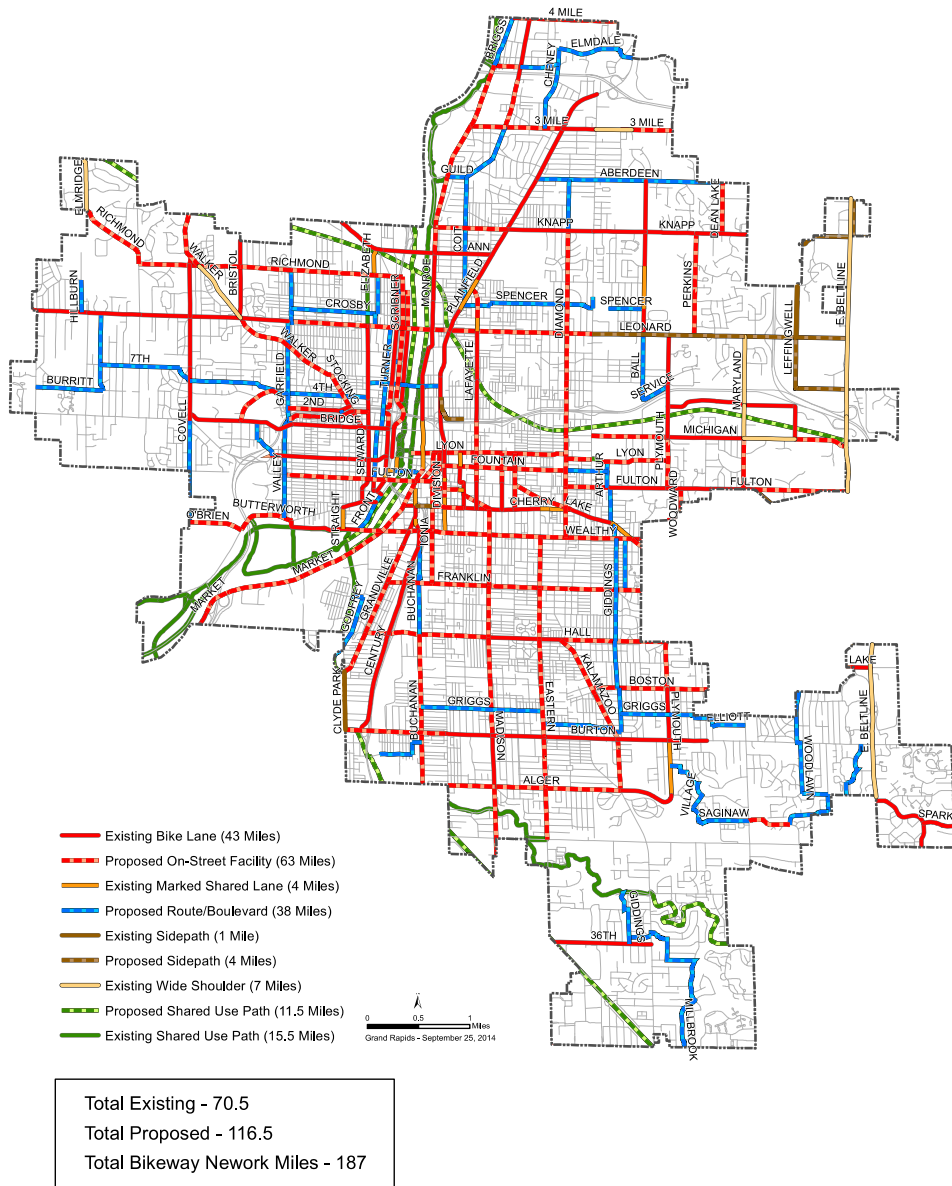 4 MILE
BRIGGS
ELMDALE
CHENEY
3 MILE
3 MILE
GUILD
ABERDEEN
ELMRIDGE
DEAN LAKE
RICHMOND
KNAPP
KNAPP
WALKER
COIT
ANN
BRISTOL
RICHMOND
ELIZABETH
SCRIBNER
MONROE
PLAINFIELD
HILLBURN
CROSBY
SPENCER
SPENCER
DIAMOND
PERKINS
LEONARD
LEFFINGWELL
E. BELTLINE
WALKER
STOCKING
TURNER
LAFAYETTE
BALL
7TH
BURRITT
GARFIELD
4TH
2ND
BRIDGE
SERVICE
MARYLAND
COVELL
MICHIGAN
LYON
LYON
PLYMOUTH
SEWARD
FOUNTAIN
VALLEY
FULTON
FULTON
FULTON
ARTHUR
DIVISION
BUTTERWORTH
O'BRIEN
STRAIGHT
FRONT
CHERRY
LAKE
WOODWARD
IONIA
WEALTHY
MARKET
MARKET
GODFREY
GRANDVILLE
BUCHANAN
FRANKLIN
GIDDINGS
CENTURY
HALL
KALAMAZOO
LAKE
CLYDE PARK
BOSTON
BUCHANAN
GRIGGS
MADISON
EASTERN
GRIGGS
PLYMOUTH
ELLIOTT
BURTON
WOODLAWN
E. BELTLINE
ALGER
VILLAGE
SAGINAW
SPARK
GIDDINGS
36TH
MILLBROOK
Existing Bike Lane (43 Miles)
Proposed On-Street Facility (63 Miles)
Existing Marked Shared Lane (4 Miles)
Proposed Route/Boulevard (38 Miles)
Existing Sidepath (1 Mile)
Proposed Sidepath (4 Miles)
Existing Wide Shoulder (7 Miles)
Proposed Shared Use Path (11.5 Miles)
Existing Shared Use Path (15.5 Miles)
0 0.5 1
Miles
Grand Rapids - September 25, 2014
Total Existing - 70.5
Total Proposed - 116.5
Total Bikeway Nework Miles - 187